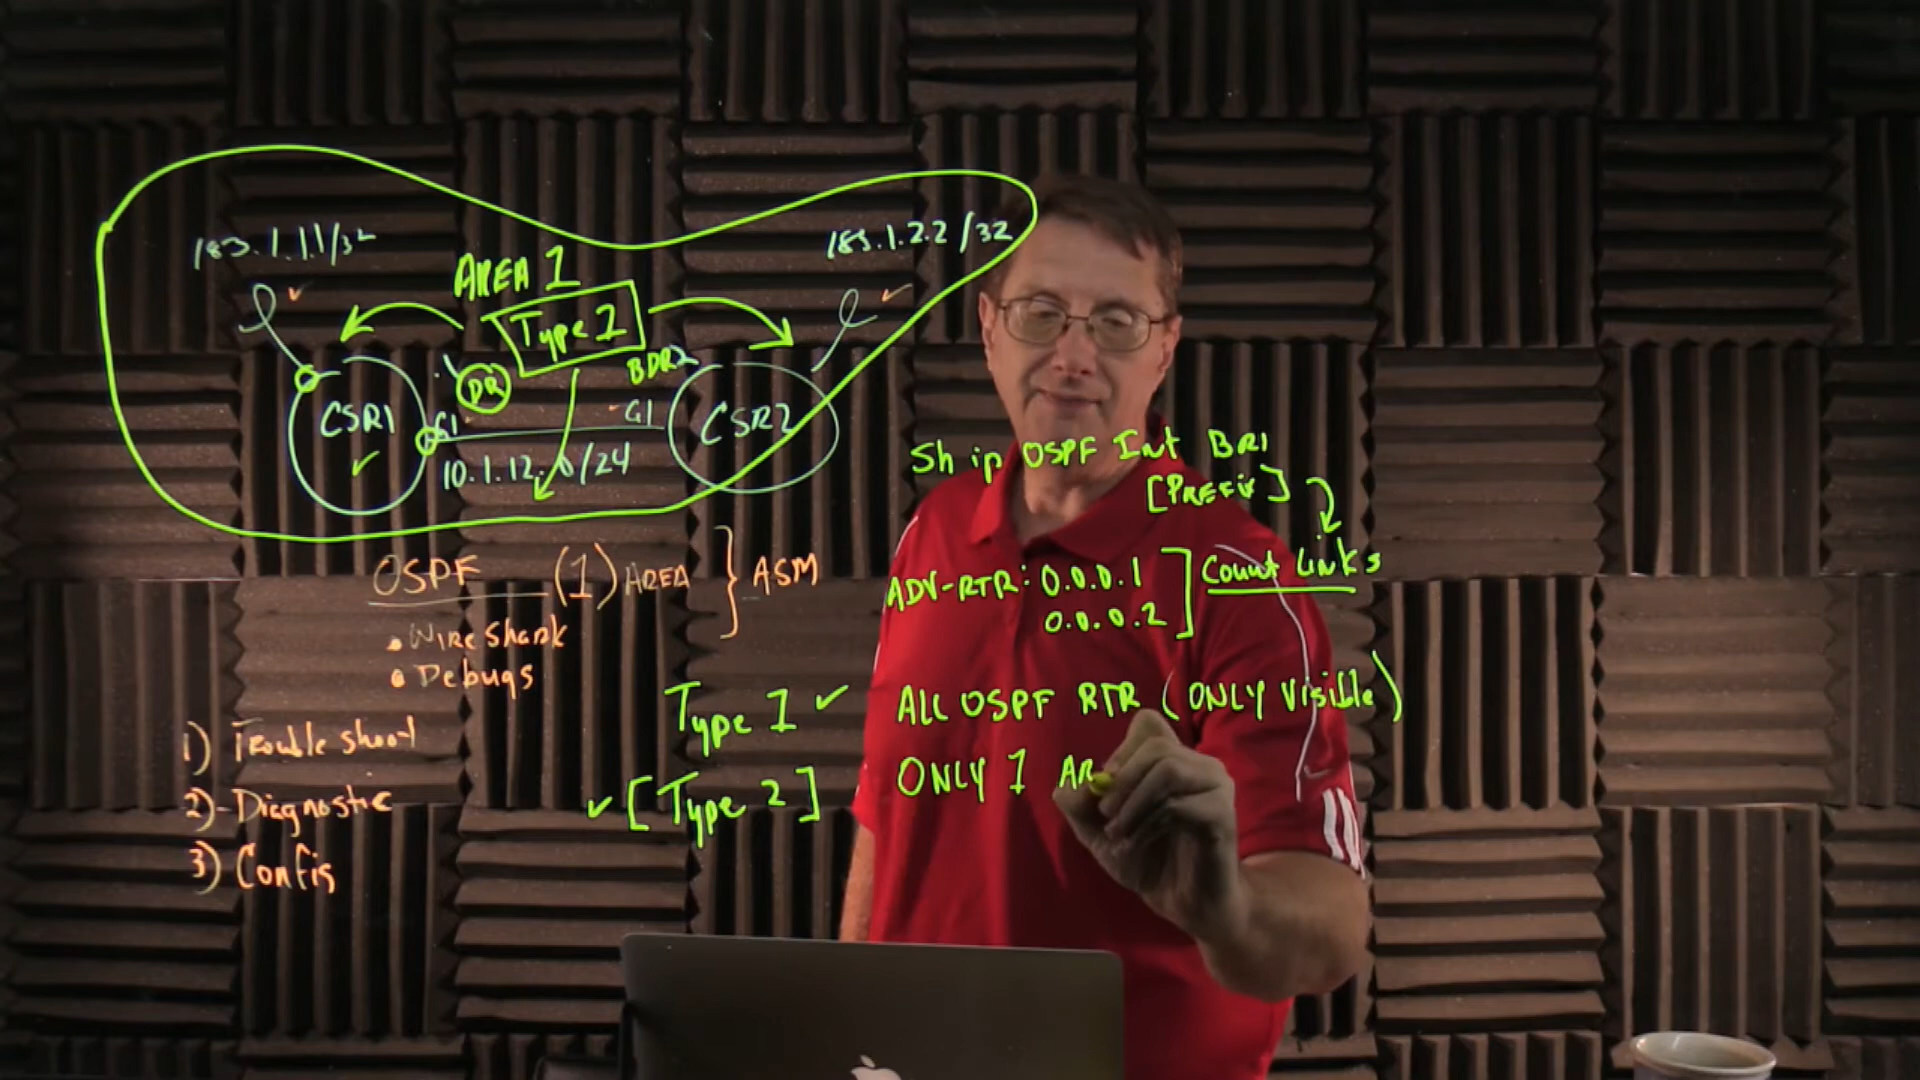 183.1.1.1/32
183.1.2.2/32
AREA 1
Type 1
DR
BDR2
CSR1
G1
G1
CSR2
10.1.12.0/24
Sh ip OSPF Int BRI
[PREFIX]
OSPF (1) AREA } ASM
• WireShark
• Debugs
ADV-RTR: 0.0.0.1
0.0.0.2
Count Links
Type 1 ✓ ALL OSPF RTR (ONLY Visible)
✓ [Type 2] ONLY 1 AR
1) Trouble shoot
2) - Diagnostic
3) Config